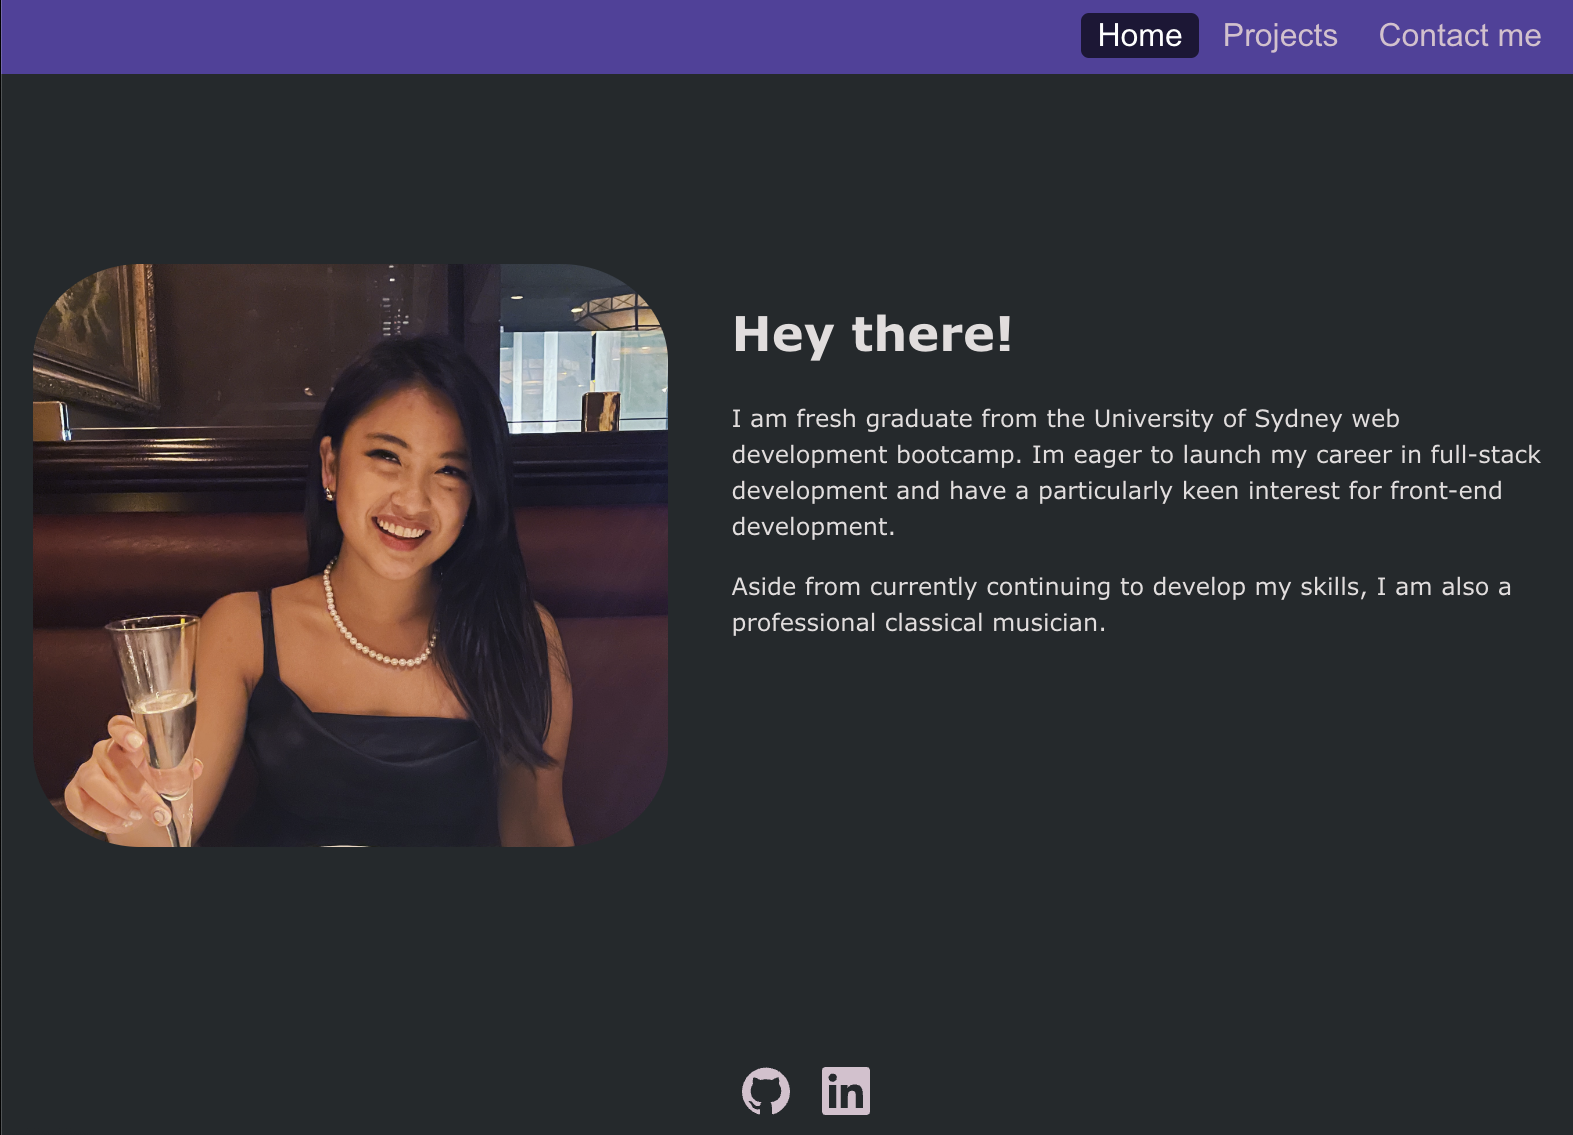 Home Projects Contact me
Hey there!
I am fresh graduate from the University of Sydney web
development bootcamp. Im eager to launch my career in full-stack
development and have a particularly keen interest for front-end
development.
Aside from currently continuing to develop my skills, I am also a
professional classical musician.
in